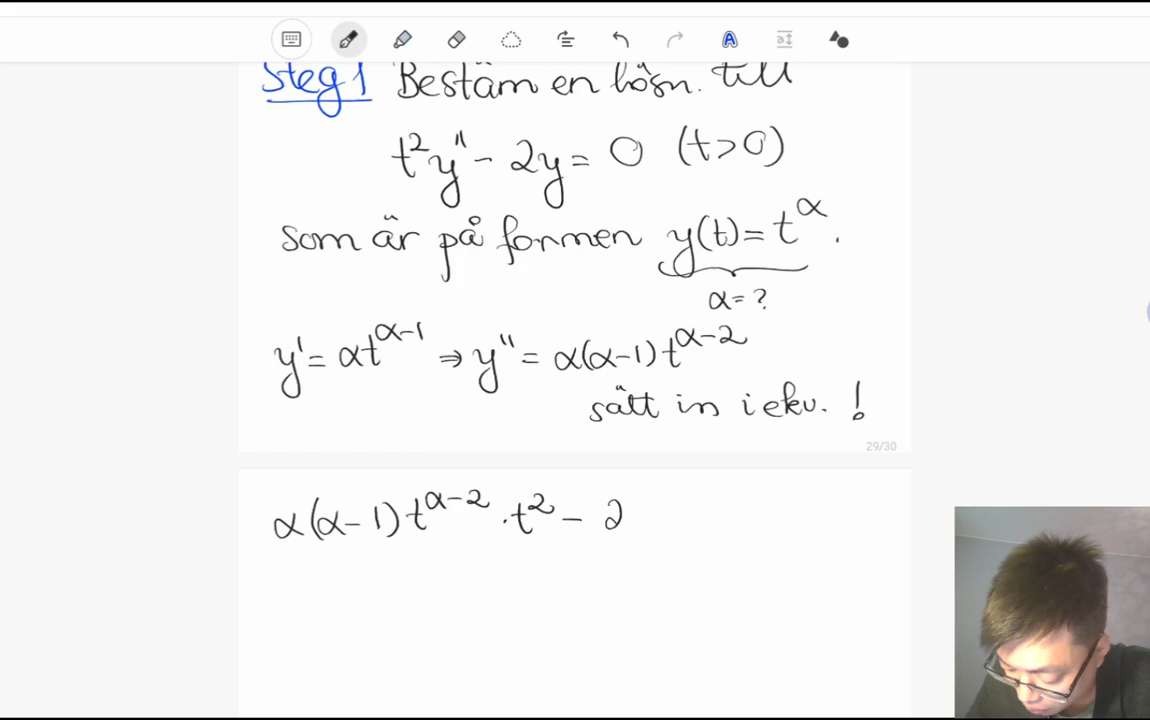 Steg 1 Bestäm en lösn. till
t²y'' - 2y = 0 (t>0)
som är på formen y(t) = t^α.
α = ?
y' = αt^(α-1) ⇒ y'' = α(α-1)t^(α-2)
sätt in i ekv. !
29/30
α(α-1)t^(α-2) · t² - 2